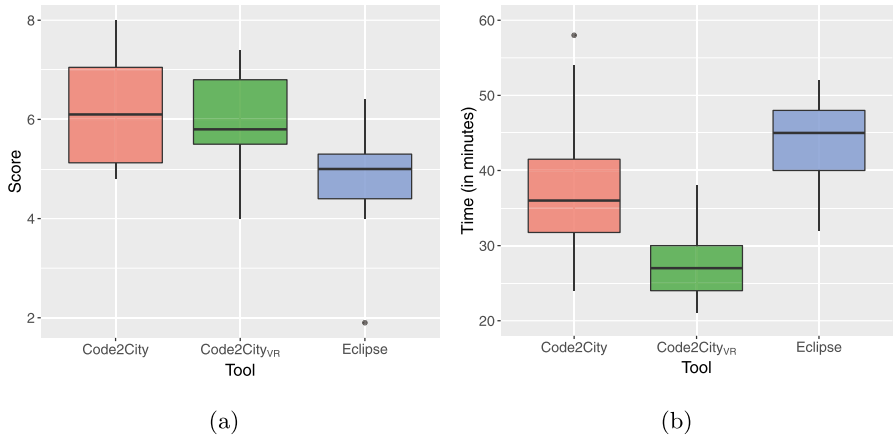 Score
8
6
4
2
Code2City Code2CityVR Eclipse
Tool
(a)
Time (in minutes)
60
50
40
30
20
Code2City Code2CityVR Eclipse
Tool
(b)